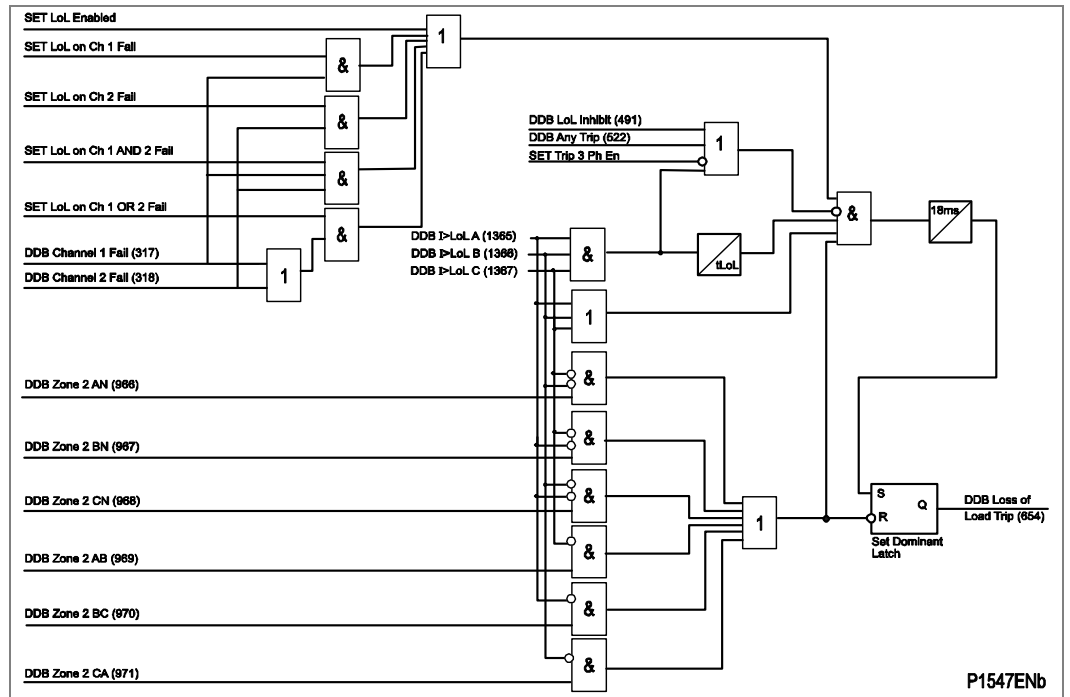 SET LoL Enabled
SET LoL on Ch 1 Fail
SET LoL on Ch 2 Fail
SET LoL on Ch 1 AND 2 Fail
SET LoL on Ch 1 OR 2 Fail
DDB Channel 1 Fail (317)
DDB Channel 2 Fail (318)
&
&
&
&
1
1
DDB LoL Inhibit (491)
DDB Any Trip (522)
SET Trip 3 Ph En
1
DDB I>LoL A (1365)
DDB I>LoL B (1366)
DDB I>LoL C (1367)
&
tLoL
&
18ms
1
DDB Zone 2 AN (966)
&
DDB Zone 2 BN (967)
&
DDB Zone 2 CN (968)
&
DDB Zone 2 AB (969)
&
DDB Zone 2 BC (970)
&
DDB Zone 2 CA (971)
&
1
S
Q
R
Set Dominant
Latch
DDB Loss of
Load Trip (654)
P1547ENb